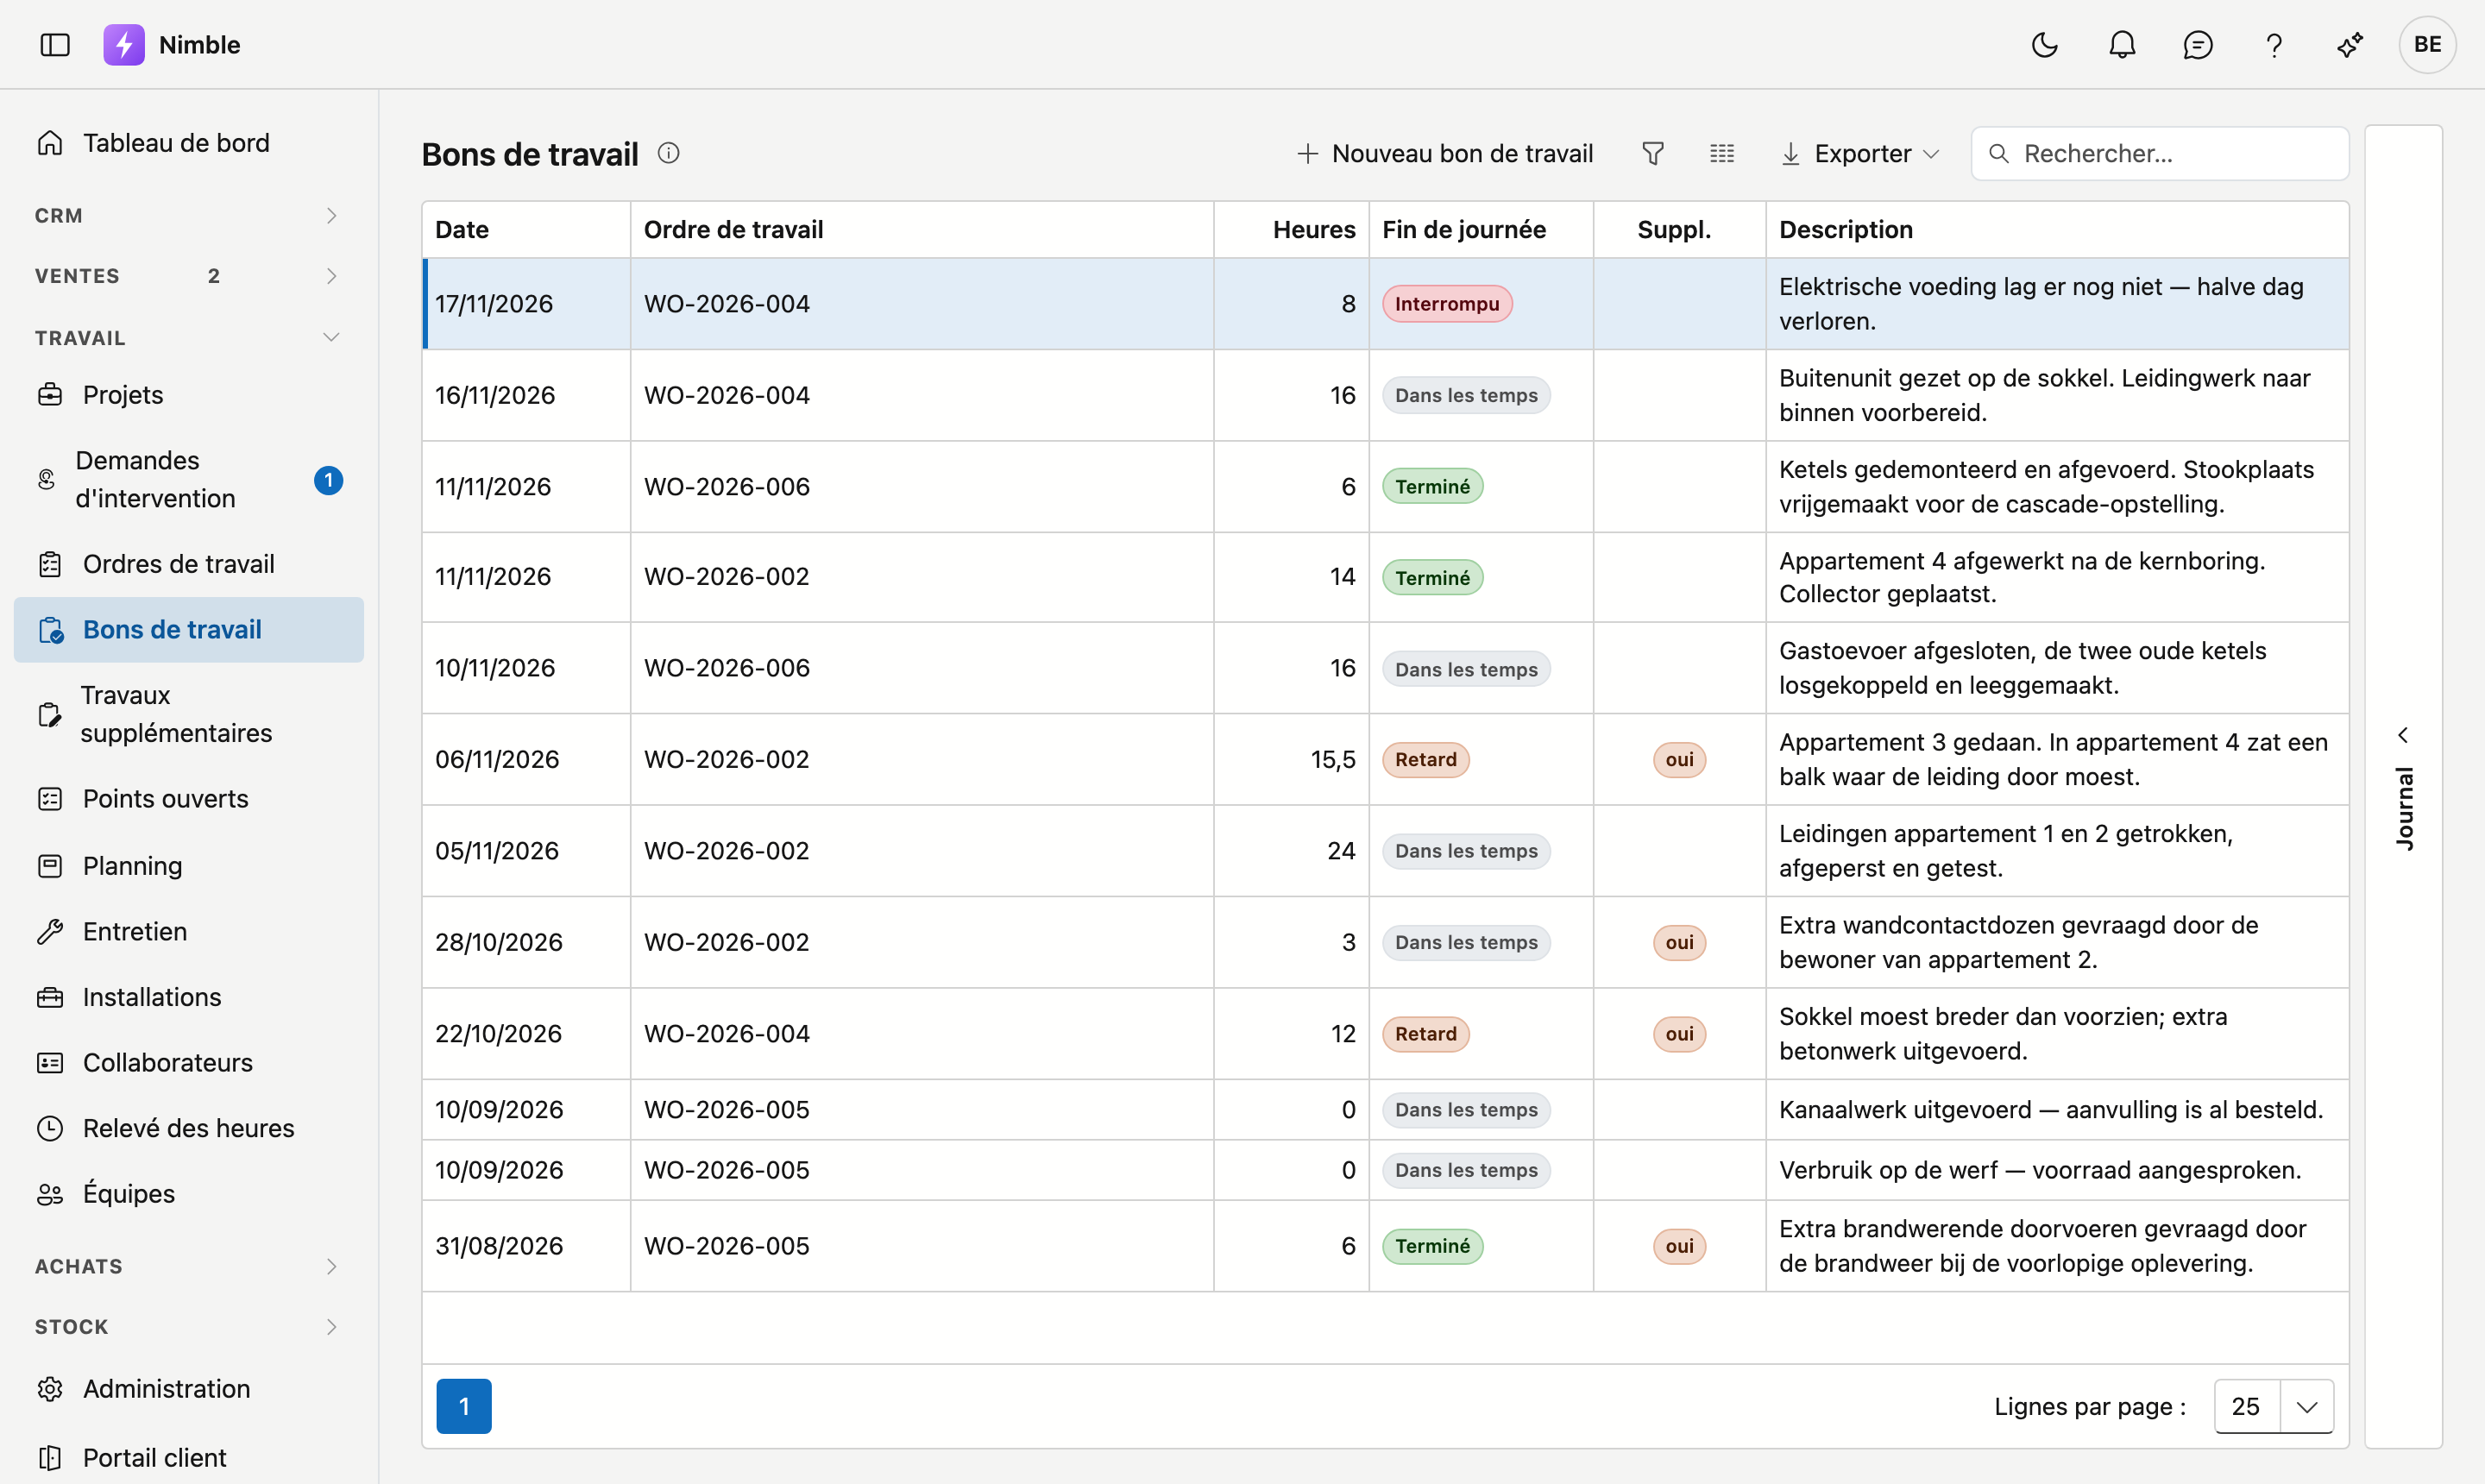 Nimble
BE
Tableau de bord
CRM
VENTES 2
TRAVAIL
Projets
Demandes
d'intervention
1
Ordres de travail
Bons de travail
Travaux
supplémentaires
Points ouverts
Planning
Entretien
Installations
Collaborateurs
Relevé des heures
Équipes
ACHATS
STOCK
Administration
Portail client
Bons de travail
Nouveau bon de travail
Exporter
Rechercher...
Date Ordre de travail Heures Fin de journée Suppl. Description
17/11/2026 WO-2026-004 8 Interrompu Elektrische voeding lag er nog niet — halve dag
verloren.
16/11/2026 WO-2026-004 16 Dans les temps Buitenunit gezet op de sokkel. Leidingwerk naar
binnen voorbereid.
11/11/2026 WO-2026-006 6 Terminé Ketels gedemonteerd en afgevoerd. Stookplaats
vrijgemaakt voor de cascade-opstelling.
11/11/2026 WO-2026-002 14 Terminé Appartement 4 afgewerkt na de kernboring.
Collector geplaatst.
10/11/2026 WO-2026-006 16 Dans les temps Gastoevoer afgesloten, de twee oude ketels
losgekoppeld en leeggemaakt.
06/11/2026 WO-2026-002 15,5 Retard oui Appartement 3 gedaan. In appartement 4 zat een
balk waar de leiding door moest.
05/11/2026 WO-2026-002 24 Dans les temps Leidingen appartement 1 en 2 getrokken,
afgeperst en getest.
28/10/2026 WO-2026-002 3 Dans les temps oui Extra wandcontactdozen gevraagd door de
bewoner van appartement 2.
22/10/2026 WO-2026-004 12 Retard oui Sokkel moest breder dan voorzien; extra
betonwerk uitgevoerd.
10/09/2026 WO-2026-005 0 Dans les temps Kanaalwerk uitgevoerd — aanvulling is al besteld.
10/09/2026 WO-2026-005 0 Dans les temps Verbruik op de werf — voorraad aangesproken.
31/08/2026 WO-2026-005 6 Terminé oui Extra brandwerende doorvoeren gevraagd door
de brandweer bij de voorlopige oplevering.
1
Lignes par page : 25
Journal